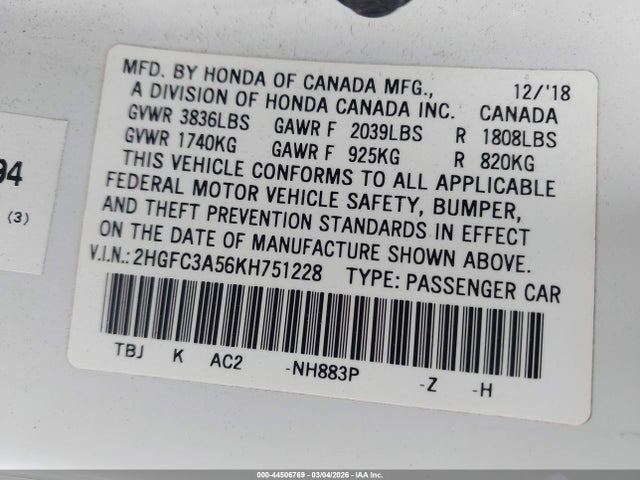 MFD. BY HONDA OF CANADA MFG., 12/'18
A DIVISION OF HONDA CANADA INC. CANADA
GVWR 3836LBS GAWR F 2039LBS R 1808LBS
GVWR 1740KG GAWR F 925KG R 820KG
THIS VEHICLE CONFORMS TO ALL APPLICABLE
FEDERAL MOTOR VEHICLE SAFETY, BUMPER,
AND THEFT PREVENTION STANDARDS IN EFFECT
ON THE DATE OF MANUFACTURE SHOWN ABOVE.
V.I.N.: 2HGFC3A56KH751228 TYPE: PASSENGER CAR
TBJ K AC2 -NH883P -Z -H
94
(3)
000-44506769 - 03/04/2026 - IAA Inc.